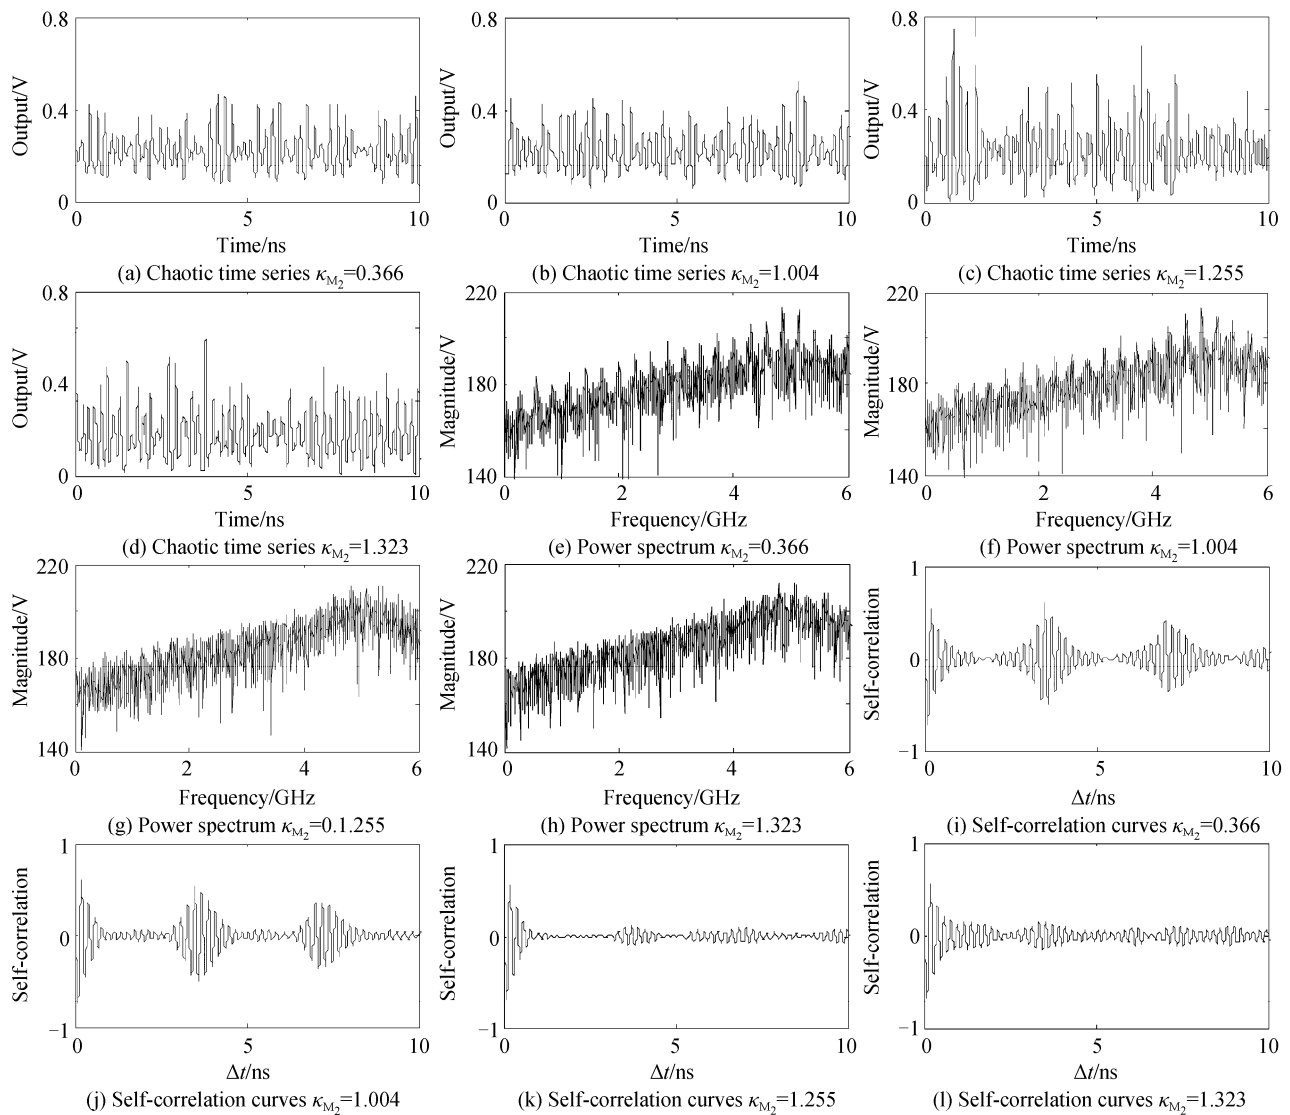 0.8
0.4
0
Output/V
0
5
10
Time/ns
(a) Chaotic time series κM₂=0.366
0.8
0.4
0
Output/V
0
5
10
Time/ns
(b) Chaotic time series κM₂=1.004
0.8
0.4
0
Output/V
0
5
10
Time/ns
(c) Chaotic time series κM₂=1.255
0.8
0.4
0
Output/V
0
5
10
Time/ns
(d) Chaotic time series κM₂=1.323
220
180
140
Magnitude/V
0
2
4
6
Frequency/GHz
(e) Power spectrum κM₂=0.366
220
180
140
Magnitude/V
0
2
4
6
Frequency/GHz
(f) Power spectrum κM₂=1.004
220
180
140
Magnitude/V
0
2
4
6
Frequency/GHz
(g) Power spectrum κM₂=0.1.255
220
180
140
Magnitude/V
0
2
4
6
Frequency/GHz
(h) Power spectrum κM₂=1.323
1
0
−1
Self-correlation
0
5
10
Δt/ns
(i) Self-correlation curves κM₂=0.366
1
0
−1
Self-correlation
0
5
10
Δt/ns
(j) Self-correlation curves κM₂=1.004
1
0
−1
Self-correlation
0
5
10
Δt/ns
(k) Self-correlation curves κM₂=1.255
1
0
−1
Self-correlation
0
5
10
Δt/ns
(l) Self-correlation curves κM₂=1.323